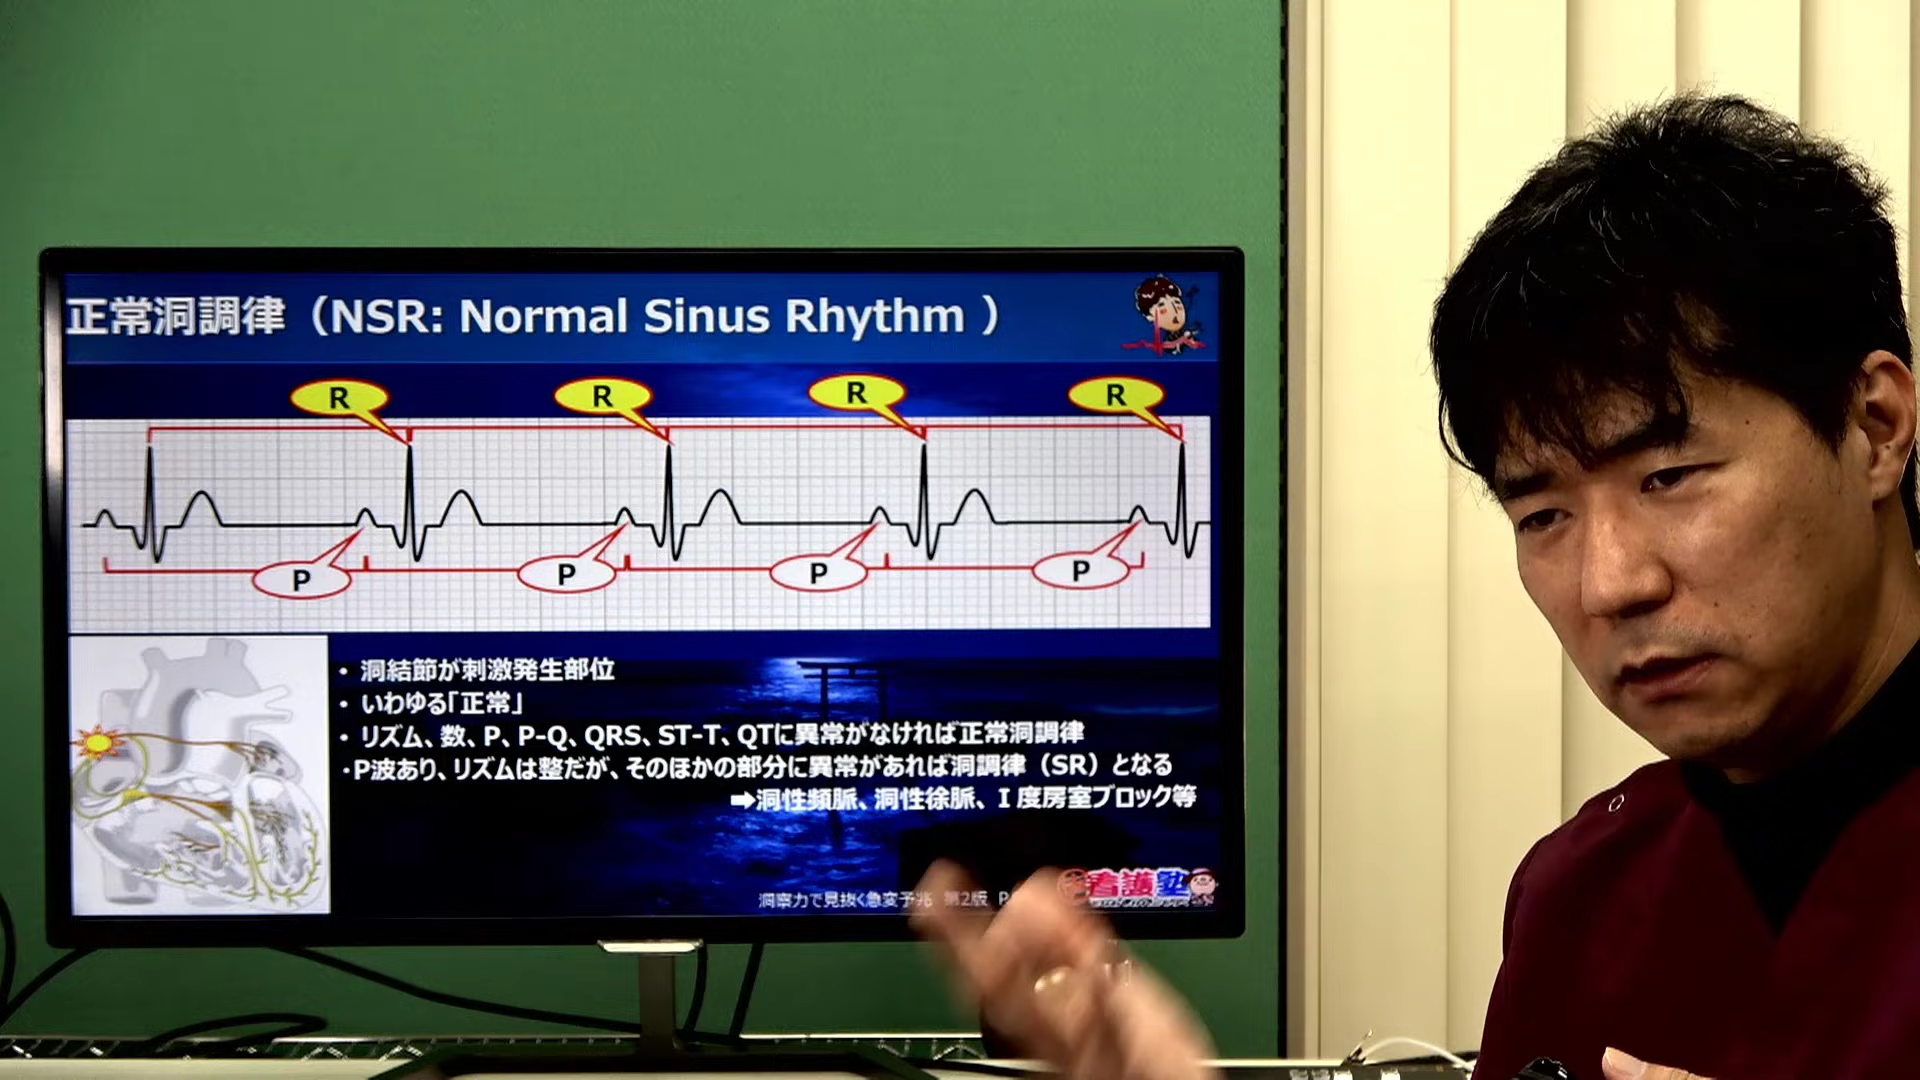 正常洞調律（NSR: Normal Sinus Rhythm ）
R
R
R
R
P
P
P
P
・ 洞結節が刺激発生部位
・ いわゆる「正常」
・ リズム、数、P、P-Q、QRS、ST-T、QTに異常がなければ正常洞調律
・P波あり、リズムは整だが、そのほかの部分に異常があれば洞調律（SR）となる
➡洞性頻脈、洞性徐脈、Ⅰ度房室ブロック等
洞察力で見抜く急変予兆 第2版 P
看護塾